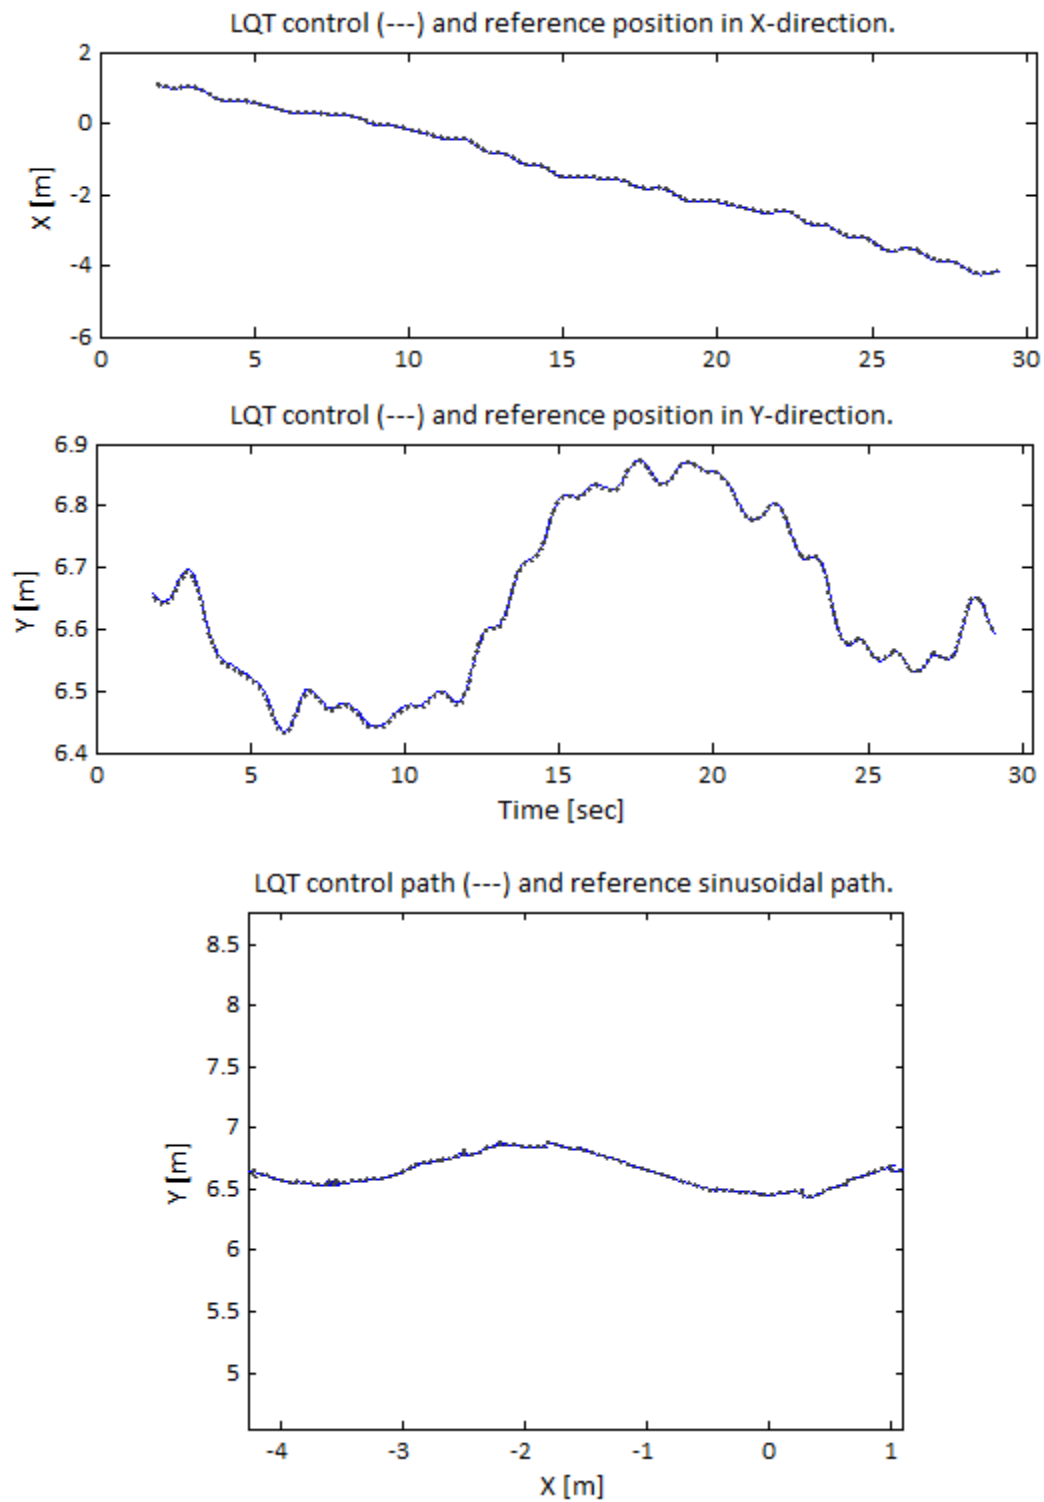 LQT control (---) and reference position in X-direction.
2
0
-2
-4
-6
X [m]
0 5 10 15 20 25 30
LQT control (---) and reference position in Y-direction.
6.9
6.8
6.7
6.6
6.5
6.4
Y [m]
0 5 10 15 20 25 30
Time [sec]
LQT control path (---) and reference sinusoidal path.
8.5
8
7.5
7
6.5
6
5.5
5
Y [m]
-4 -3 -2 -1 0 1
X [m]